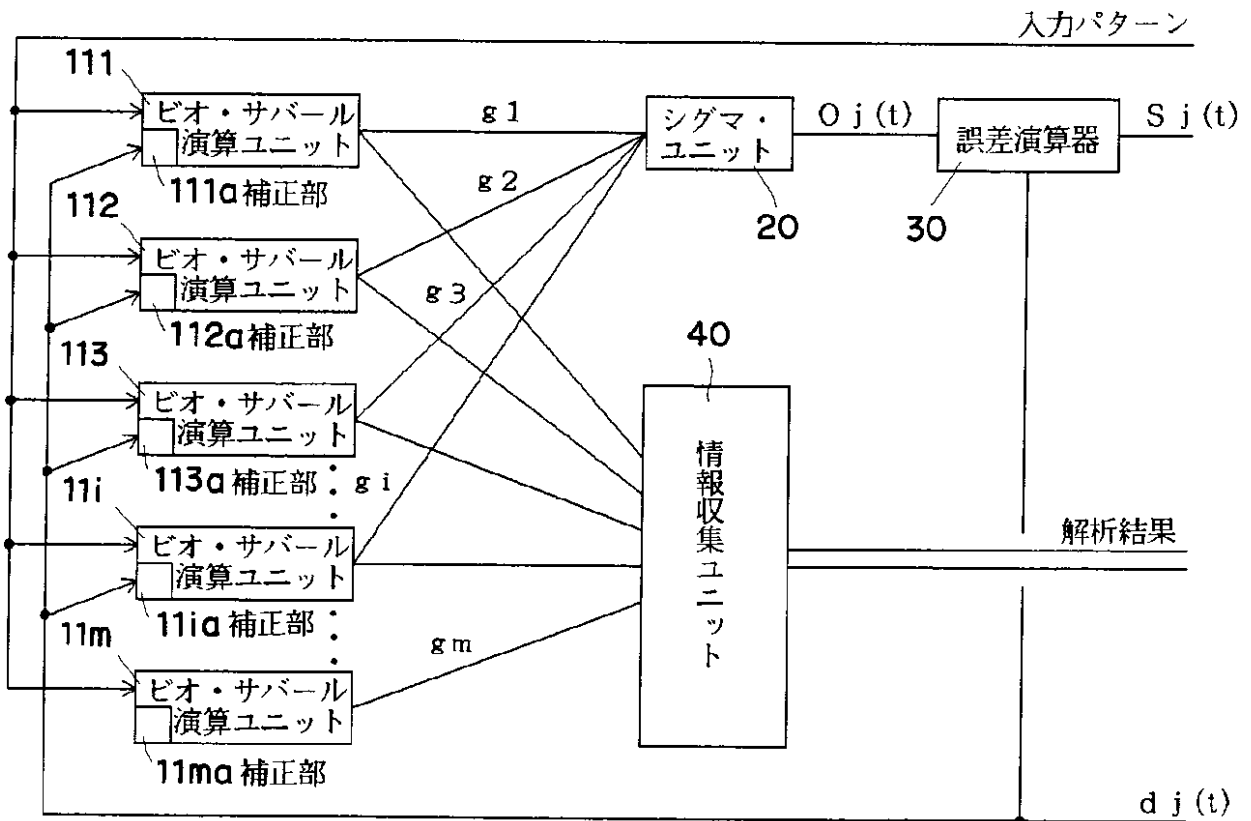 入力パターン
111
ビオ・サバール
演算ユニット
111a 補正部
g1
シグマ・
ユニット
20
O j (t)
誤差演算器
30
S j (t)
112
ビオ・サバール
演算ユニット
112a 補正部
g2
g3
113
ビオ・サバール
演算ユニット
113a 補正部
40
情報収集ユニット
gi
11i
ビオ・サバール
演算ユニット
11ia 補正部
解析結果
11m
ビオ・サバール
演算ユニット
11ma 補正部
gm
d j (t)